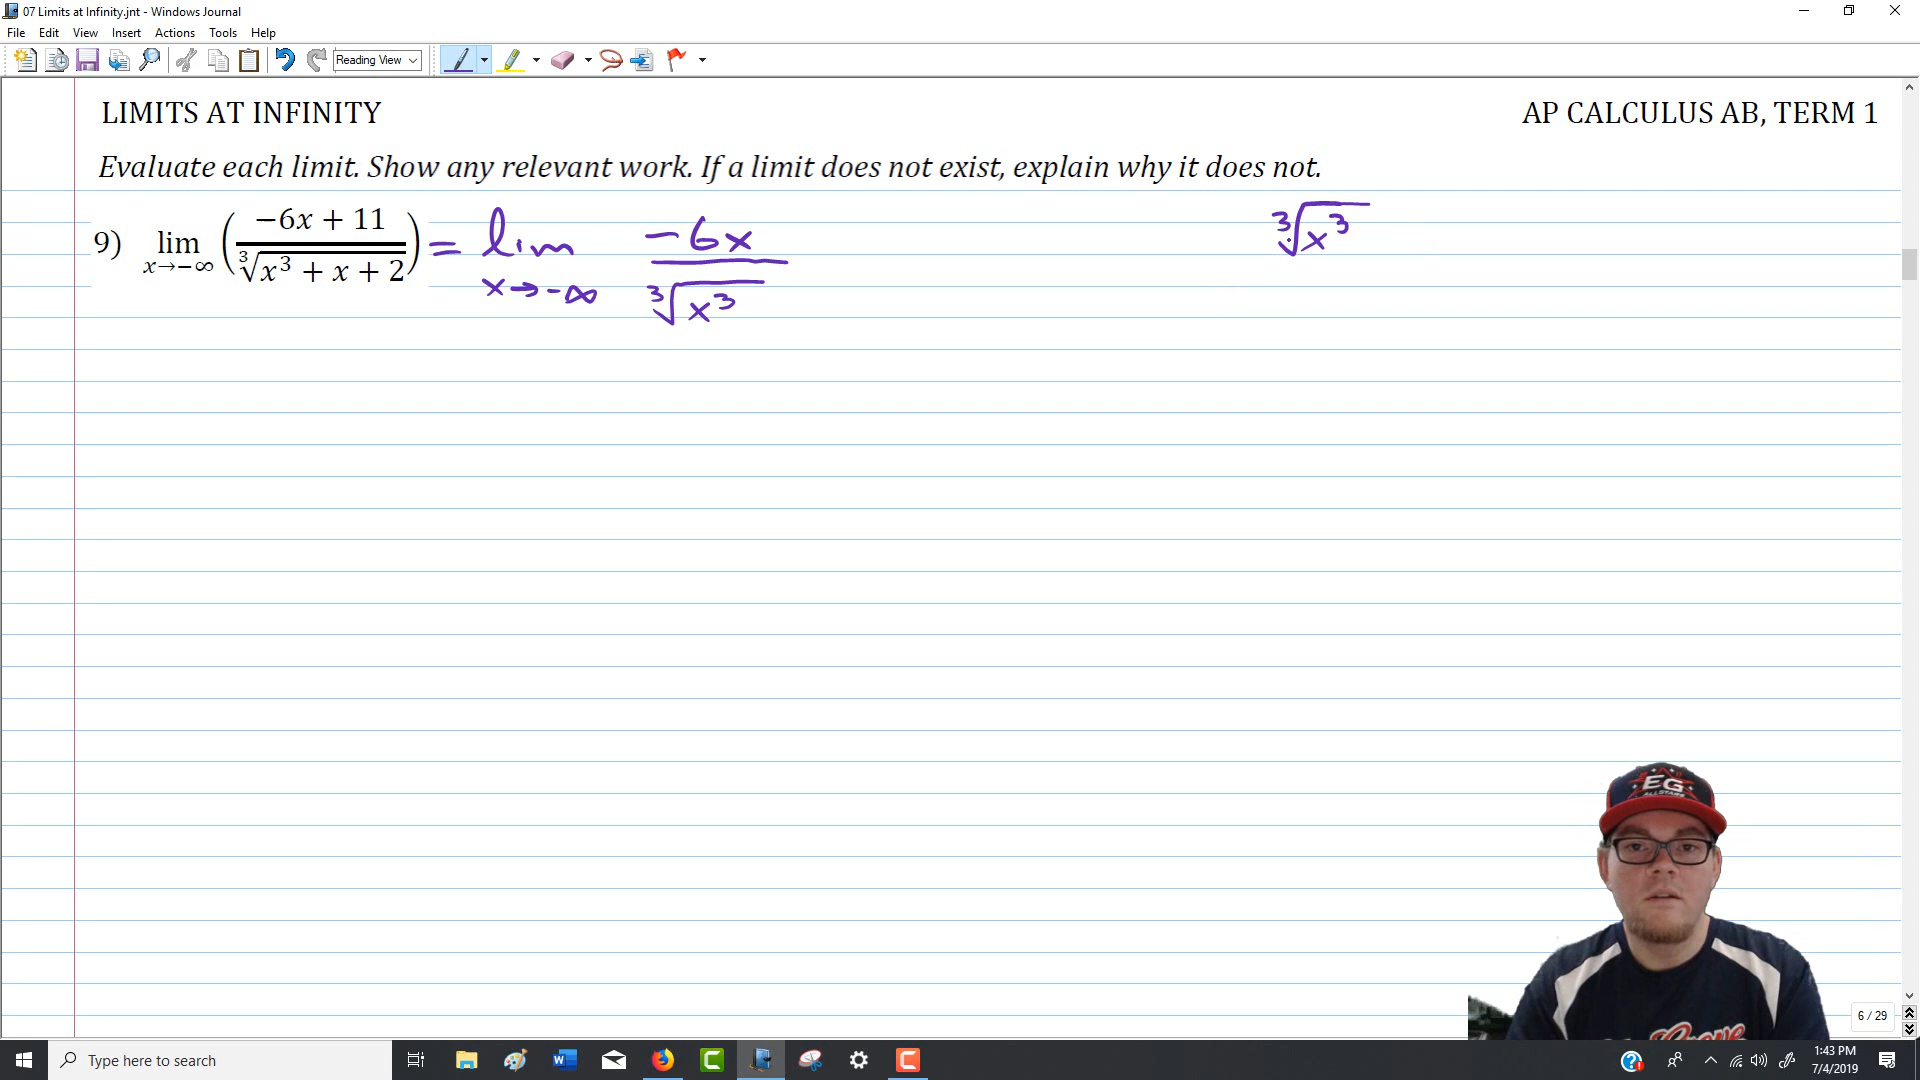 07 Limits at Infinity.jnt - Windows Journal
File Edit View Insert Actions Tools Help
Reading View
LIMITS AT INFINITY AP CALCULUS AB, TERM 1
Evaluate each limit. Show any relevant work. If a limit does not exist, explain why it does not.
9) lim x→−∞ (−6x + 11 / ∛(x³ + x + 2)) = lim x→−∞ −6x / ∛(x³)
∛(x³)
EG
ALLSTARS
6 / 29
Type here to search
1:43 PM
7/4/2019